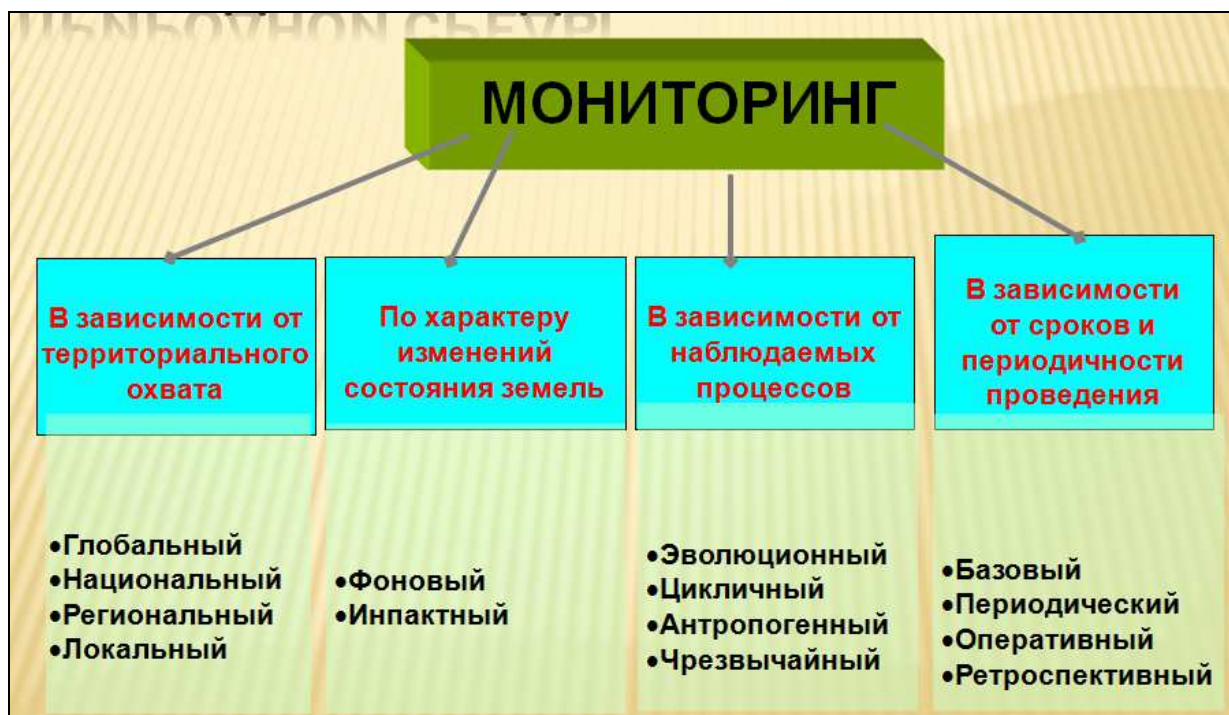 МОНИТОРИНГ
В зависимости от
территориального
охвата
•Глобальный
•Национальный
•Региональный
•Локальный
По характеру
изменений
состояния земель
•Фоновый
•Инпактный
В зависимости от
наблюдаемых
процессов
•Эволюционный
•Цикличный
•Антропогенный
•Чрезвычайный
В зависимости
от сроков и
периодичности
проведения
•Базовый
•Периодический
•Оперативный
•Ретроспективный